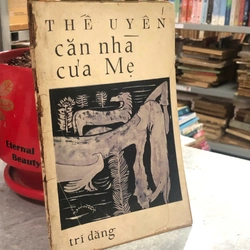 THẾ UYÊN
căn nhà
của Mẹ
trí đăng
Eternal
Beauty